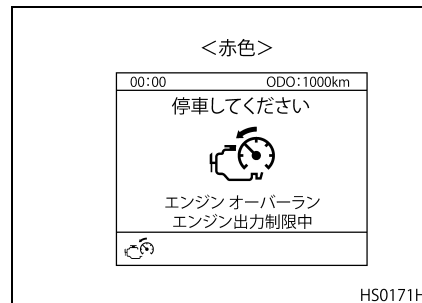 <赤色>
00:00 ODO:1000km
停車してください
エンジン オーバーラン
エンジン出力制限中
HS0171H